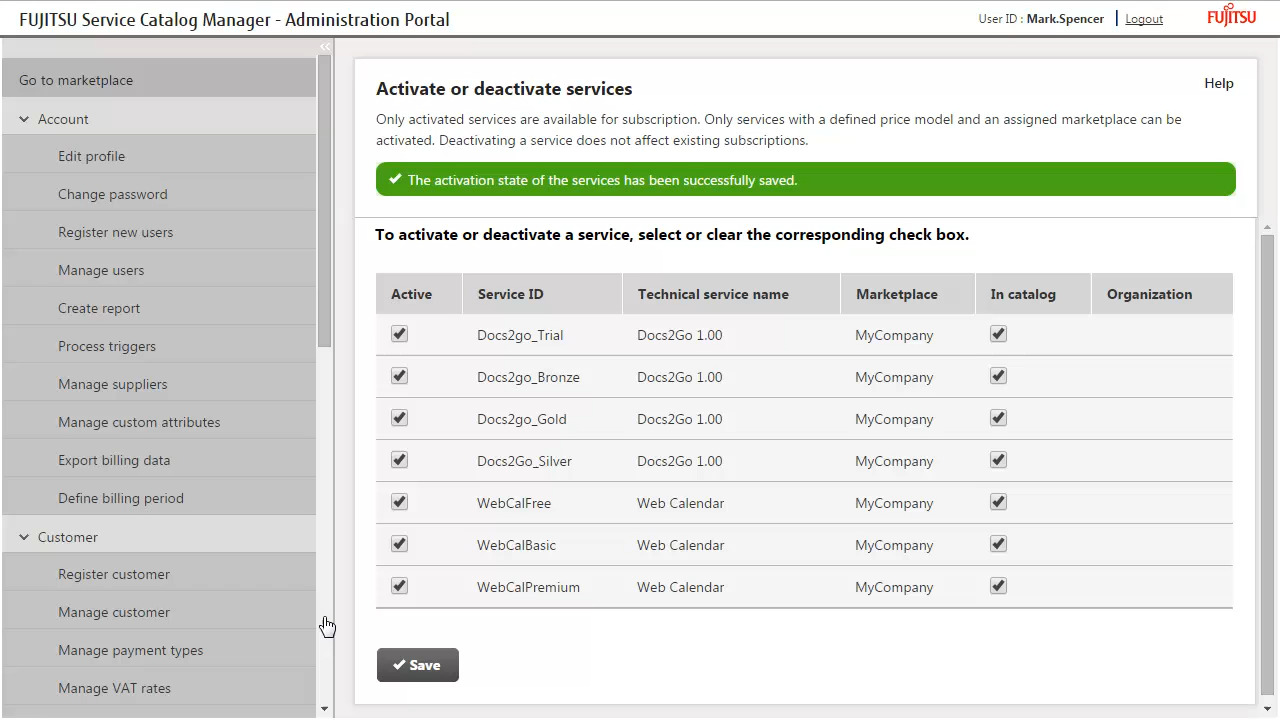 FUJITSU Service Catalog Manager - Administration Portal
User ID : Mark.Spencer
Logout
FUJITSU
Go to marketplace
Account
Edit profile
Change password
Register new users
Manage users
Create report
Process triggers
Manage suppliers
Manage custom attributes
Export billing data
Define billing period
Customer
Register customer
Manage customer
Manage payment types
Manage VAT rates
Activate or deactivate services
Help
Only activated services are available for subscription. Only services with a defined price model and an assigned marketplace can be
activated. Deactivating a service does not affect existing subscriptions.
The activation state of the services has been successfully saved.
To activate or deactivate a service, select or clear the corresponding check box.
Active Service ID Technical service name Marketplace In catalog Organization
Docs2go_Trial Docs2Go 1.00 MyCompany
Docs2go_Bronze Docs2Go 1.00 MyCompany
Docs2go_Gold Docs2Go 1.00 MyCompany
Docs2Go_Silver Docs2Go 1.00 MyCompany
WebCalFree Web Calendar MyCompany
WebCalBasic Web Calendar MyCompany
WebCalPremium Web Calendar MyCompany
Save